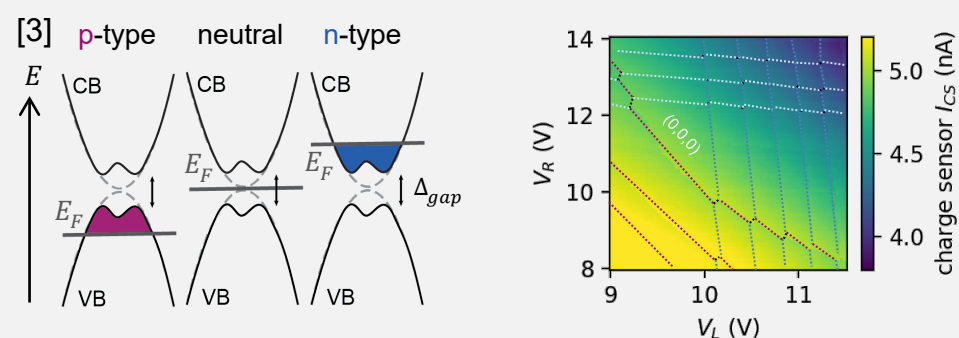 [3] p-type neutral n-type
E
CB CB CB
E_F E_F E_F
Δ_gap
VB VB VB
14
12
10
8
V_R (V)
(0,0,0)
9 10 11
V_L (V)
5.0
4.5
4.0
charge sensor I_CS (nA)